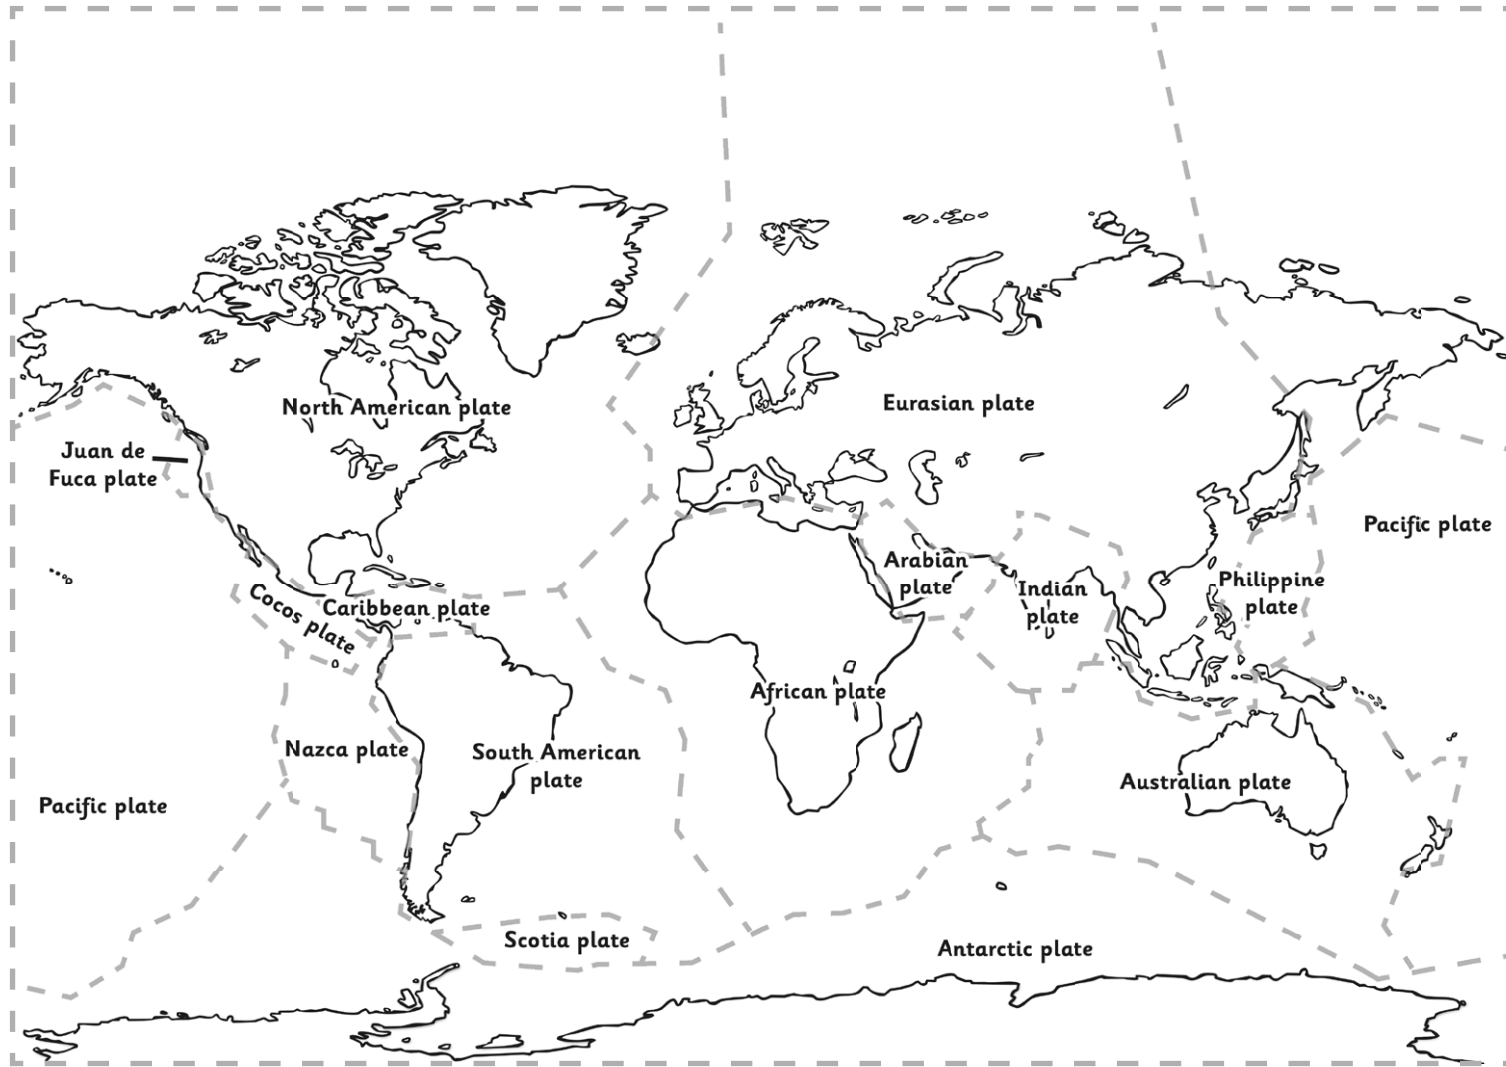 North American plate
Eurasian plate
Juan de
Fuca plate
Pacific plate
Arabian
plate
Indian
plate
Philippine
plate
Cocos plate
Caribbean plate
African plate
Nazca plate
South American
plate
Australian plate
Pacific plate
Scotia plate
Antarctic plate